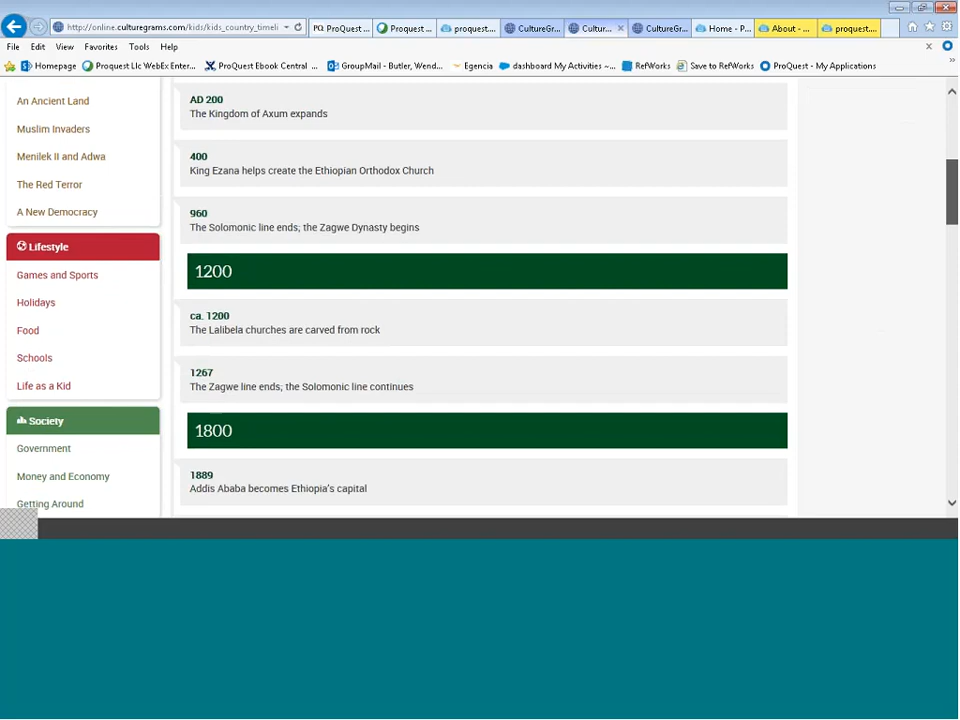 http://online.culturegrams.com/kids/kids_country_timeli
PQ ProQuest ...
Proquest ...
proquest....
CultureGr...
Cultur...
CultureGr...
Home - P...
About - ...
proquest....
File Edit View Favorites Tools Help
Homepage
Proquest Llc WebEx Enter...
ProQuest Ebook Central ...
GroupMail - Butler, Wend...
Egencia
dashboard My Activities ~...
RefWorks
Save to RefWorks
ProQuest - My Applications
An Ancient Land
Muslim Invaders
Menilek II and Adwa
The Red Terror
A New Democracy
Lifestyle
Games and Sports
Holidays
Food
Schools
Life as a Kid
Society
Government
Money and Economy
Getting Around
AD 200
The Kingdom of Axum expands
400
King Ezana helps create the Ethiopian Orthodox Church
960
The Solomonic line ends; the Zagwe Dynasty begins
1200
ca. 1200
The Lalibela churches are carved from rock
1267
The Zagwe line ends; the Solomonic line continues
1800
1889
Addis Ababa becomes Ethiopia's capital